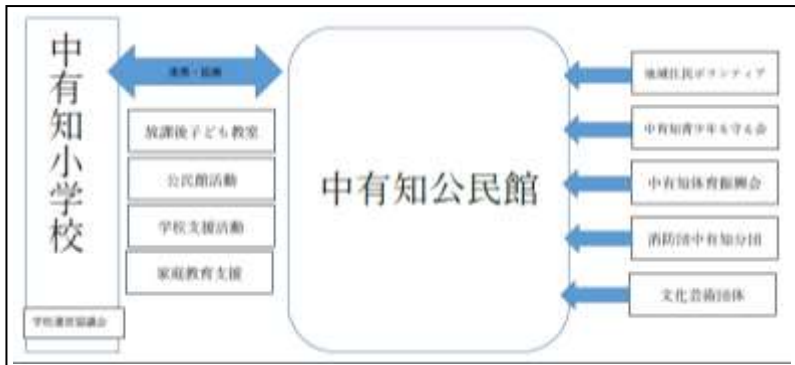 中有知小学校
学校運営協議会
連携・協働
放課後子ども教室
公民館活動
学校支援活動
家庭教育支援
中有知公民館
地域住民ボランティア
中有知青少年を守る会
中有知体育振興会
消防団中有知分団
文化芸術団体